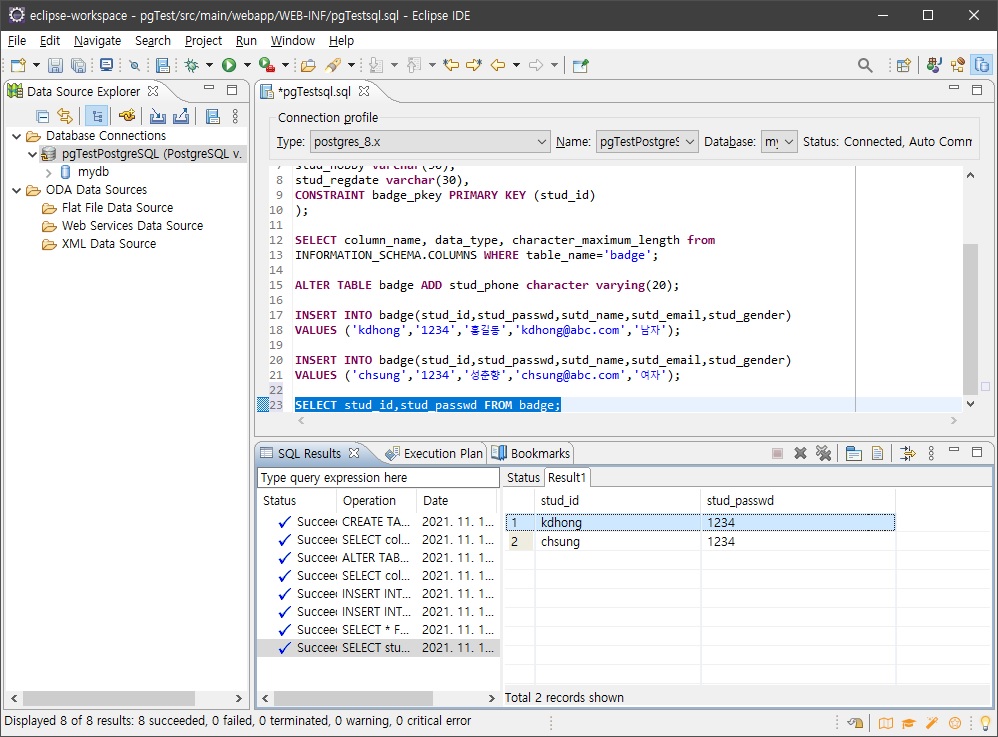 eclipse-workspace - pgTest/src/main/webapp/WEB-INF/pgTestsql.sql - Eclipse IDE
File Edit Navigate Search Project Run Window Help
Data Source Explorer
Database Connections
pgTestPostgreSQL (PostgreSQL v.
mydb
ODA Data Sources
Flat File Data Source
Web Services Data Source
XML Data Source
*pgTestsql.sql
Connection profile
Type: postgres_8.x Name: pgTestPostgreS Database: my Status: Connected, Auto Comm
7 stud_hobby varchar(50),
8 stud_regdate varchar(30),
9 CONSTRAINT badge_pkey PRIMARY KEY (stud_id)
10 );
11
12 SELECT column_name, data_type, character_maximum_length from
13 INFORMATION_SCHEMA.COLUMNS WHERE table_name='badge';
14
15 ALTER TABLE badge ADD stud_phone character varying(20);
16
17 INSERT INTO badge(stud_id,stud_passwd,sutd_name,sutd_email,stud_gender)
18 VALUES ('kdhong','1234','홍길동','kdhong@abc.com','남자');
19
20 INSERT INTO badge(stud_id,stud_passwd,sutd_name,sutd_email,stud_gender)
21 VALUES ('chsung','1234','성준향','chsung@abc.com','여자');
22
23 SELECT stud_id,stud_passwd FROM badge;
SQL Results Execution Plan Bookmarks
Type query expression here
Status Operation Date
Succee CREATE TA... 2021. 11. 1...
Succee SELECT col... 2021. 11. 1...
Succee ALTER TAB... 2021. 11. 1...
Succee SELECT col... 2021. 11. 1...
Succee INSERT INT... 2021. 11. 1...
Succee INSERT INT... 2021. 11. 1...
Succee SELECT * F... 2021. 11. 1...
Succee SELECT stu... 2021. 11. 1...
Status Result1
stud_id stud_passwd
1 kdhong 1234
2 chsung 1234
Total 2 records shown
Displayed 8 of 8 results: 8 succeeded, 0 failed, 0 terminated, 0 warning, 0 critical error